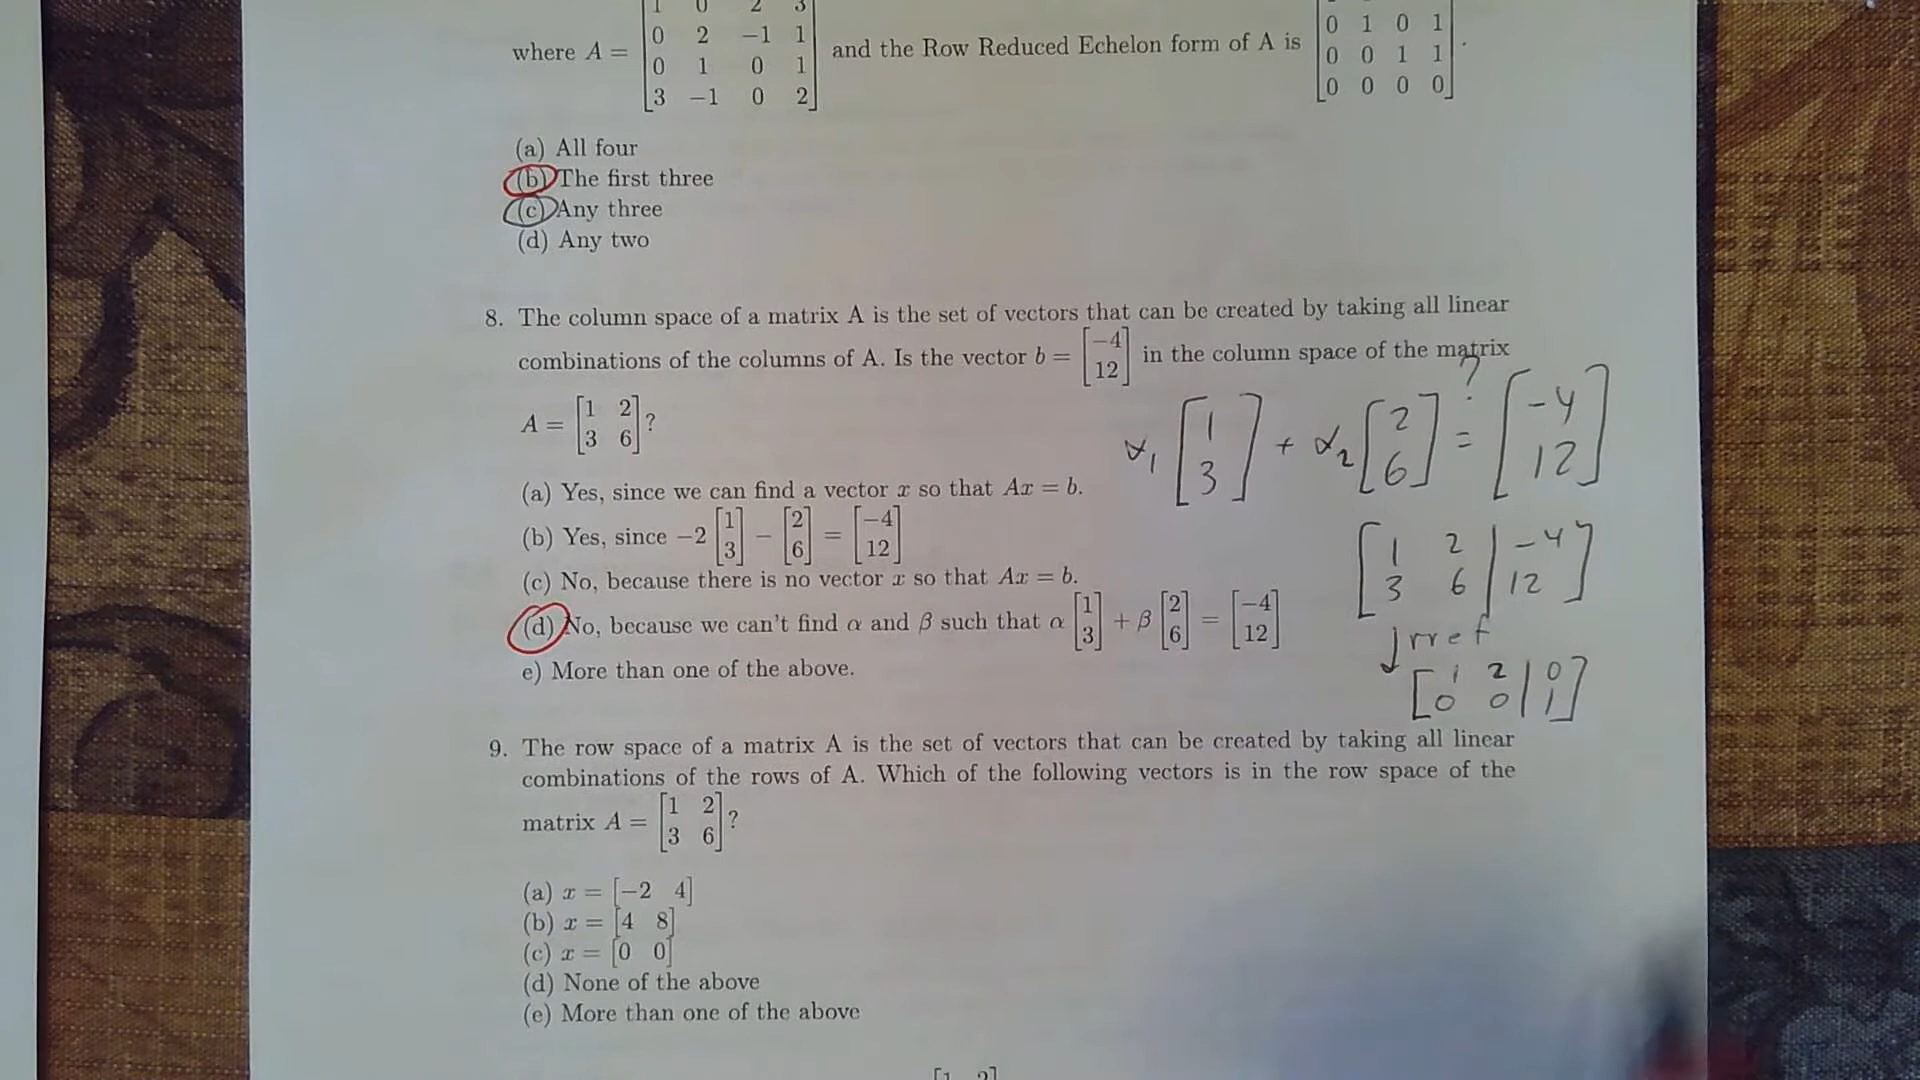 where A = [1 0 2 3; 0 2 −1 1; 0 1 0 1; 3 −1 0 2] and the Row Reduced Echelon form of A is [0 1 0 1; 0 0 1 1; 0 0 0 0].
(a) All four
(b) The first three
(c) Any three
(d) Any two
8. The column space of a matrix A is the set of vectors that can be created by taking all linear
combinations of the columns of A. Is the vector b = [−4; 12] in the column space of the matrix
A = [1 2; 3 6]?
α₁ [1; 3] + α₂ [2; 6] =? [−4; 12]
(a) Yes, since we can find a vector x so that Ax = b.
(b) Yes, since −2 [1; 3] − [2; 6] = [−4; 12]
(c) No, because there is no vector x so that Ax = b.
(d) No, because we can't find α and β such that α [1; 3] + β [2; 6] = [−4; 12]
e) More than one of the above.
[1 2 | −4; 3 6 | 12]
↓ rref
[1 2 | 0; 0 0 | 1]
9. The row space of a matrix A is the set of vectors that can be created by taking all linear
combinations of the rows of A. Which of the following vectors is in the row space of the
matrix A = [1 2; 3 6]?
(a) x = [−2 4]
(b) x = [4 8]
(c) x = [0 0]
(d) None of the above
(e) More than one of the above
[1 2]